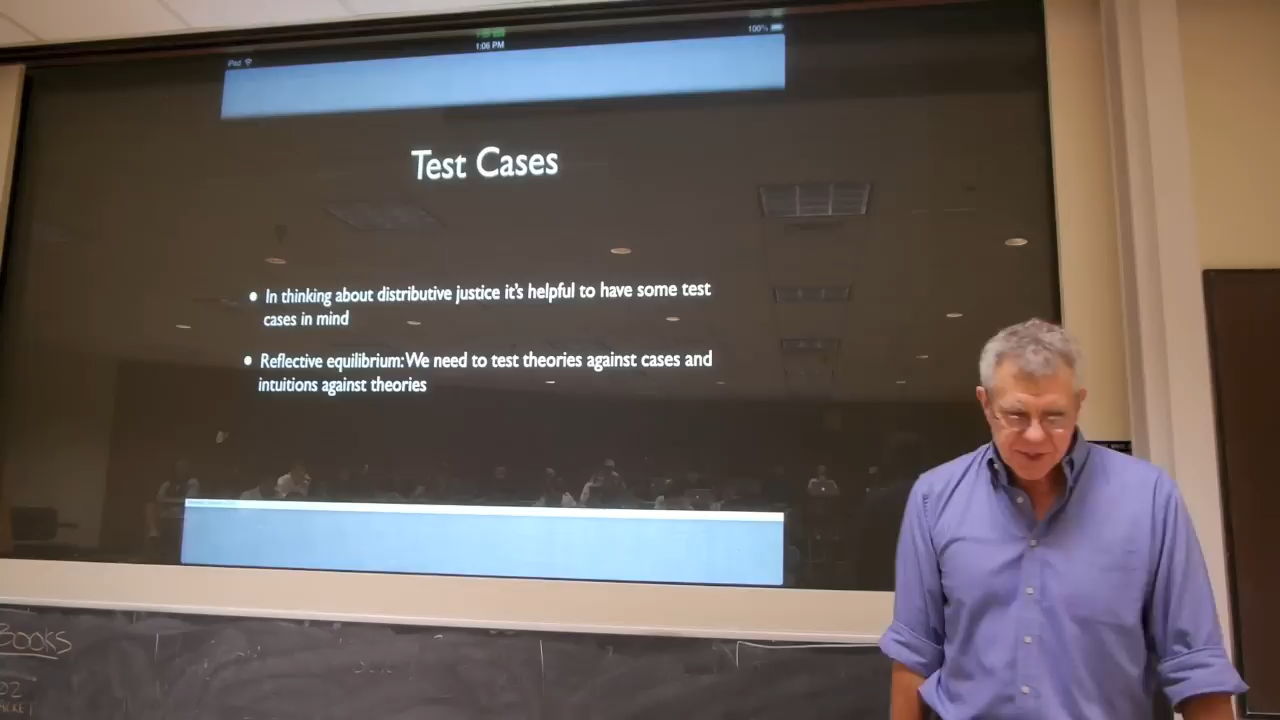 iPad
1:06 PM
100%
Test Cases
• In thinking about distributive justice it's helpful to have some test
cases in mind
• Reflective equilibrium: We need to test theories against cases and
intuitions against theories
BOOKS
02